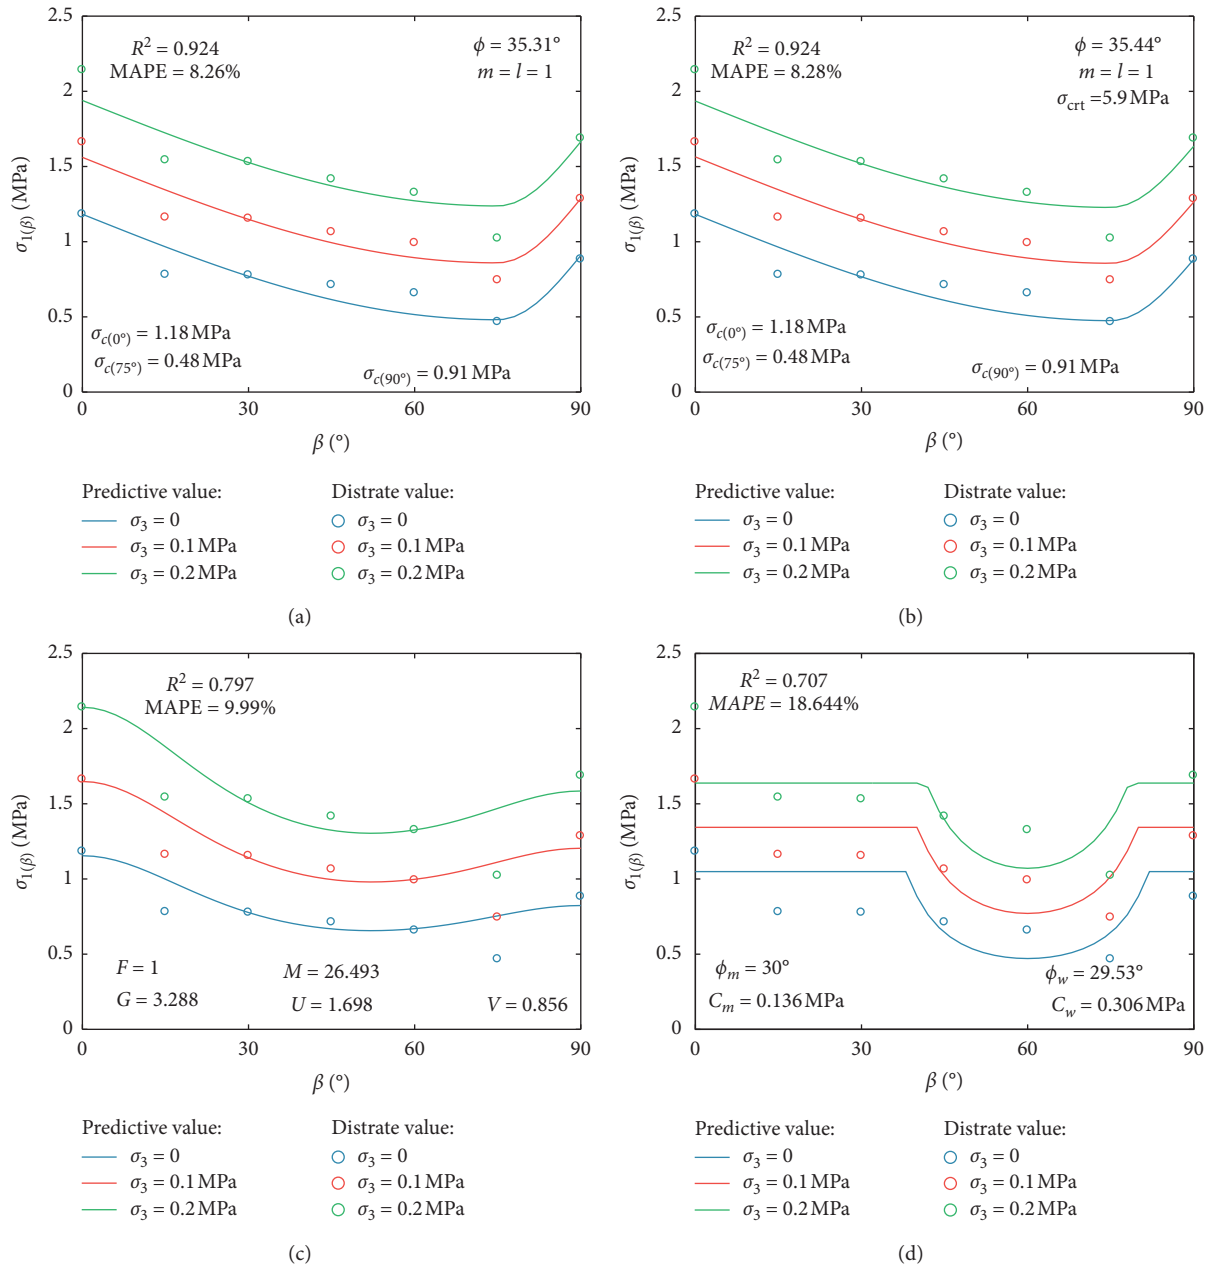 2.5
2
1.5
1
0.5
0
σ1(β) (MPa)
R² = 0.924
MAPE = 8.26%
ϕ = 35.31°
m = l = 1
σc(0°) = 1.18 MPa
σc(75°) = 0.48 MPa
σc(90°) = 0.91 MPa
0 30 60 90
β (°)
Predictive value:
σ3 = 0
σ3 = 0.1 MPa
σ3 = 0.2 MPa
Distrate value:
σ3 = 0
σ3 = 0.1 MPa
σ3 = 0.2 MPa
(a)
2.5
2
1.5
1
0.5
0
σ1(β) (MPa)
R² = 0.924
MAPE = 8.28%
ϕ = 35.44°
m = l = 1
σcrt =5.9 MPa
σc(0°) = 1.18 MPa
σc(75°) = 0.48 MPa
σc(90°) = 0.91 MPa
0 30 60 90
β (°)
Predictive value:
σ3 = 0
σ3 = 0.1 MPa
σ3 = 0.2 MPa
Distrate value:
σ3 = 0
σ3 = 0.1 MPa
σ3 = 0.2 MPa
(b)
2.5
2
1.5
1
0.5
0
σ1(β) (MPa)
R² = 0.797
MAPE = 9.99%
F = 1
G = 3.288
M = 26.493
U = 1.698
V = 0.856
0 30 60 90
β (°)
Predictive value:
σ3 = 0
σ3 = 0.1 MPa
σ3 = 0.2 MPa
Distrate value:
σ3 = 0
σ3 = 0.1 MPa
σ3 = 0.2 MPa
(c)
2.5
2
1.5
1
0.5
0
σ1(β) (MPa)
R² = 0.707
MAPE = 18.644%
ϕm = 30°
Cm = 0.136 MPa
ϕw = 29.53°
Cw = 0.306 MPa
0 30 60 90
β (°)
Predictive value:
σ3 = 0
σ3 = 0.1 MPa
σ3 = 0.2 MPa
Distrate value:
σ3 = 0
σ3 = 0.1 MPa
σ3 = 0.2 MPa
(d)